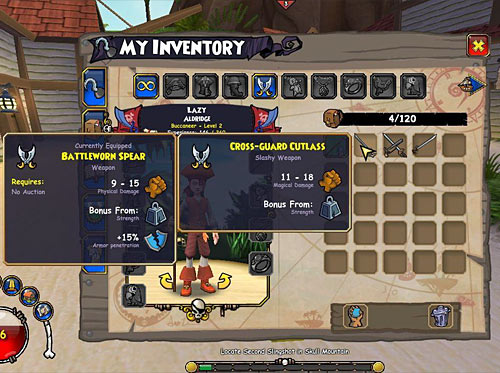 MY INVENTORY
LAZY
ALDRIDGE
Buccaneer - Level 2
4/120
Currently Equipped
BATTLEWORN SPEAR
Weapon
Requires:
No Auction
9 - 15
Physical Damage
Bonus From:
Strength
+15%
Armor penetration
CROSS-GUARD CUTLASS
Slashy Weapon
11 - 18
Magical Damage
Bonus From:
Strength
6
Locate Second Slingshot in Skull Mountain